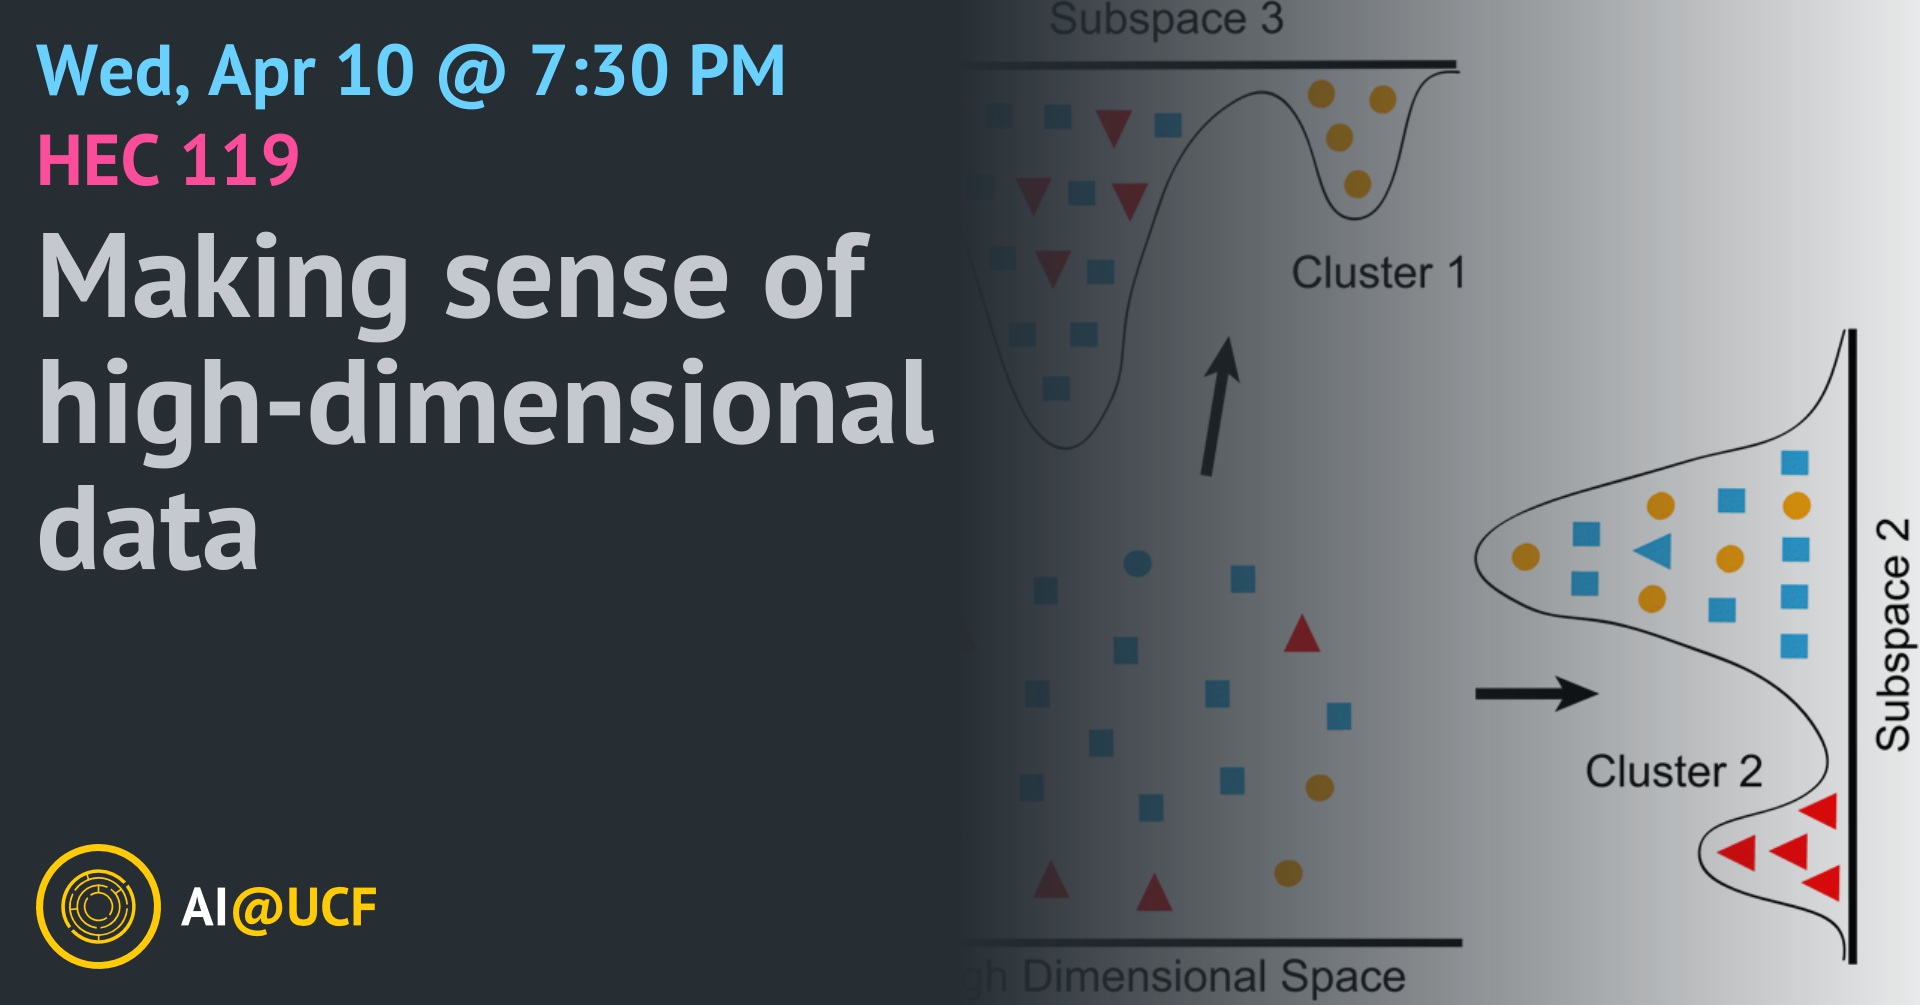 Wed, Apr 10 @ 7:30 PM
HEC 119
Making sense of
high-dimensional
data
AI@UCF
Subspace 3
Cluster 1
Subspace 2
Cluster 2
gh Dimensional Space